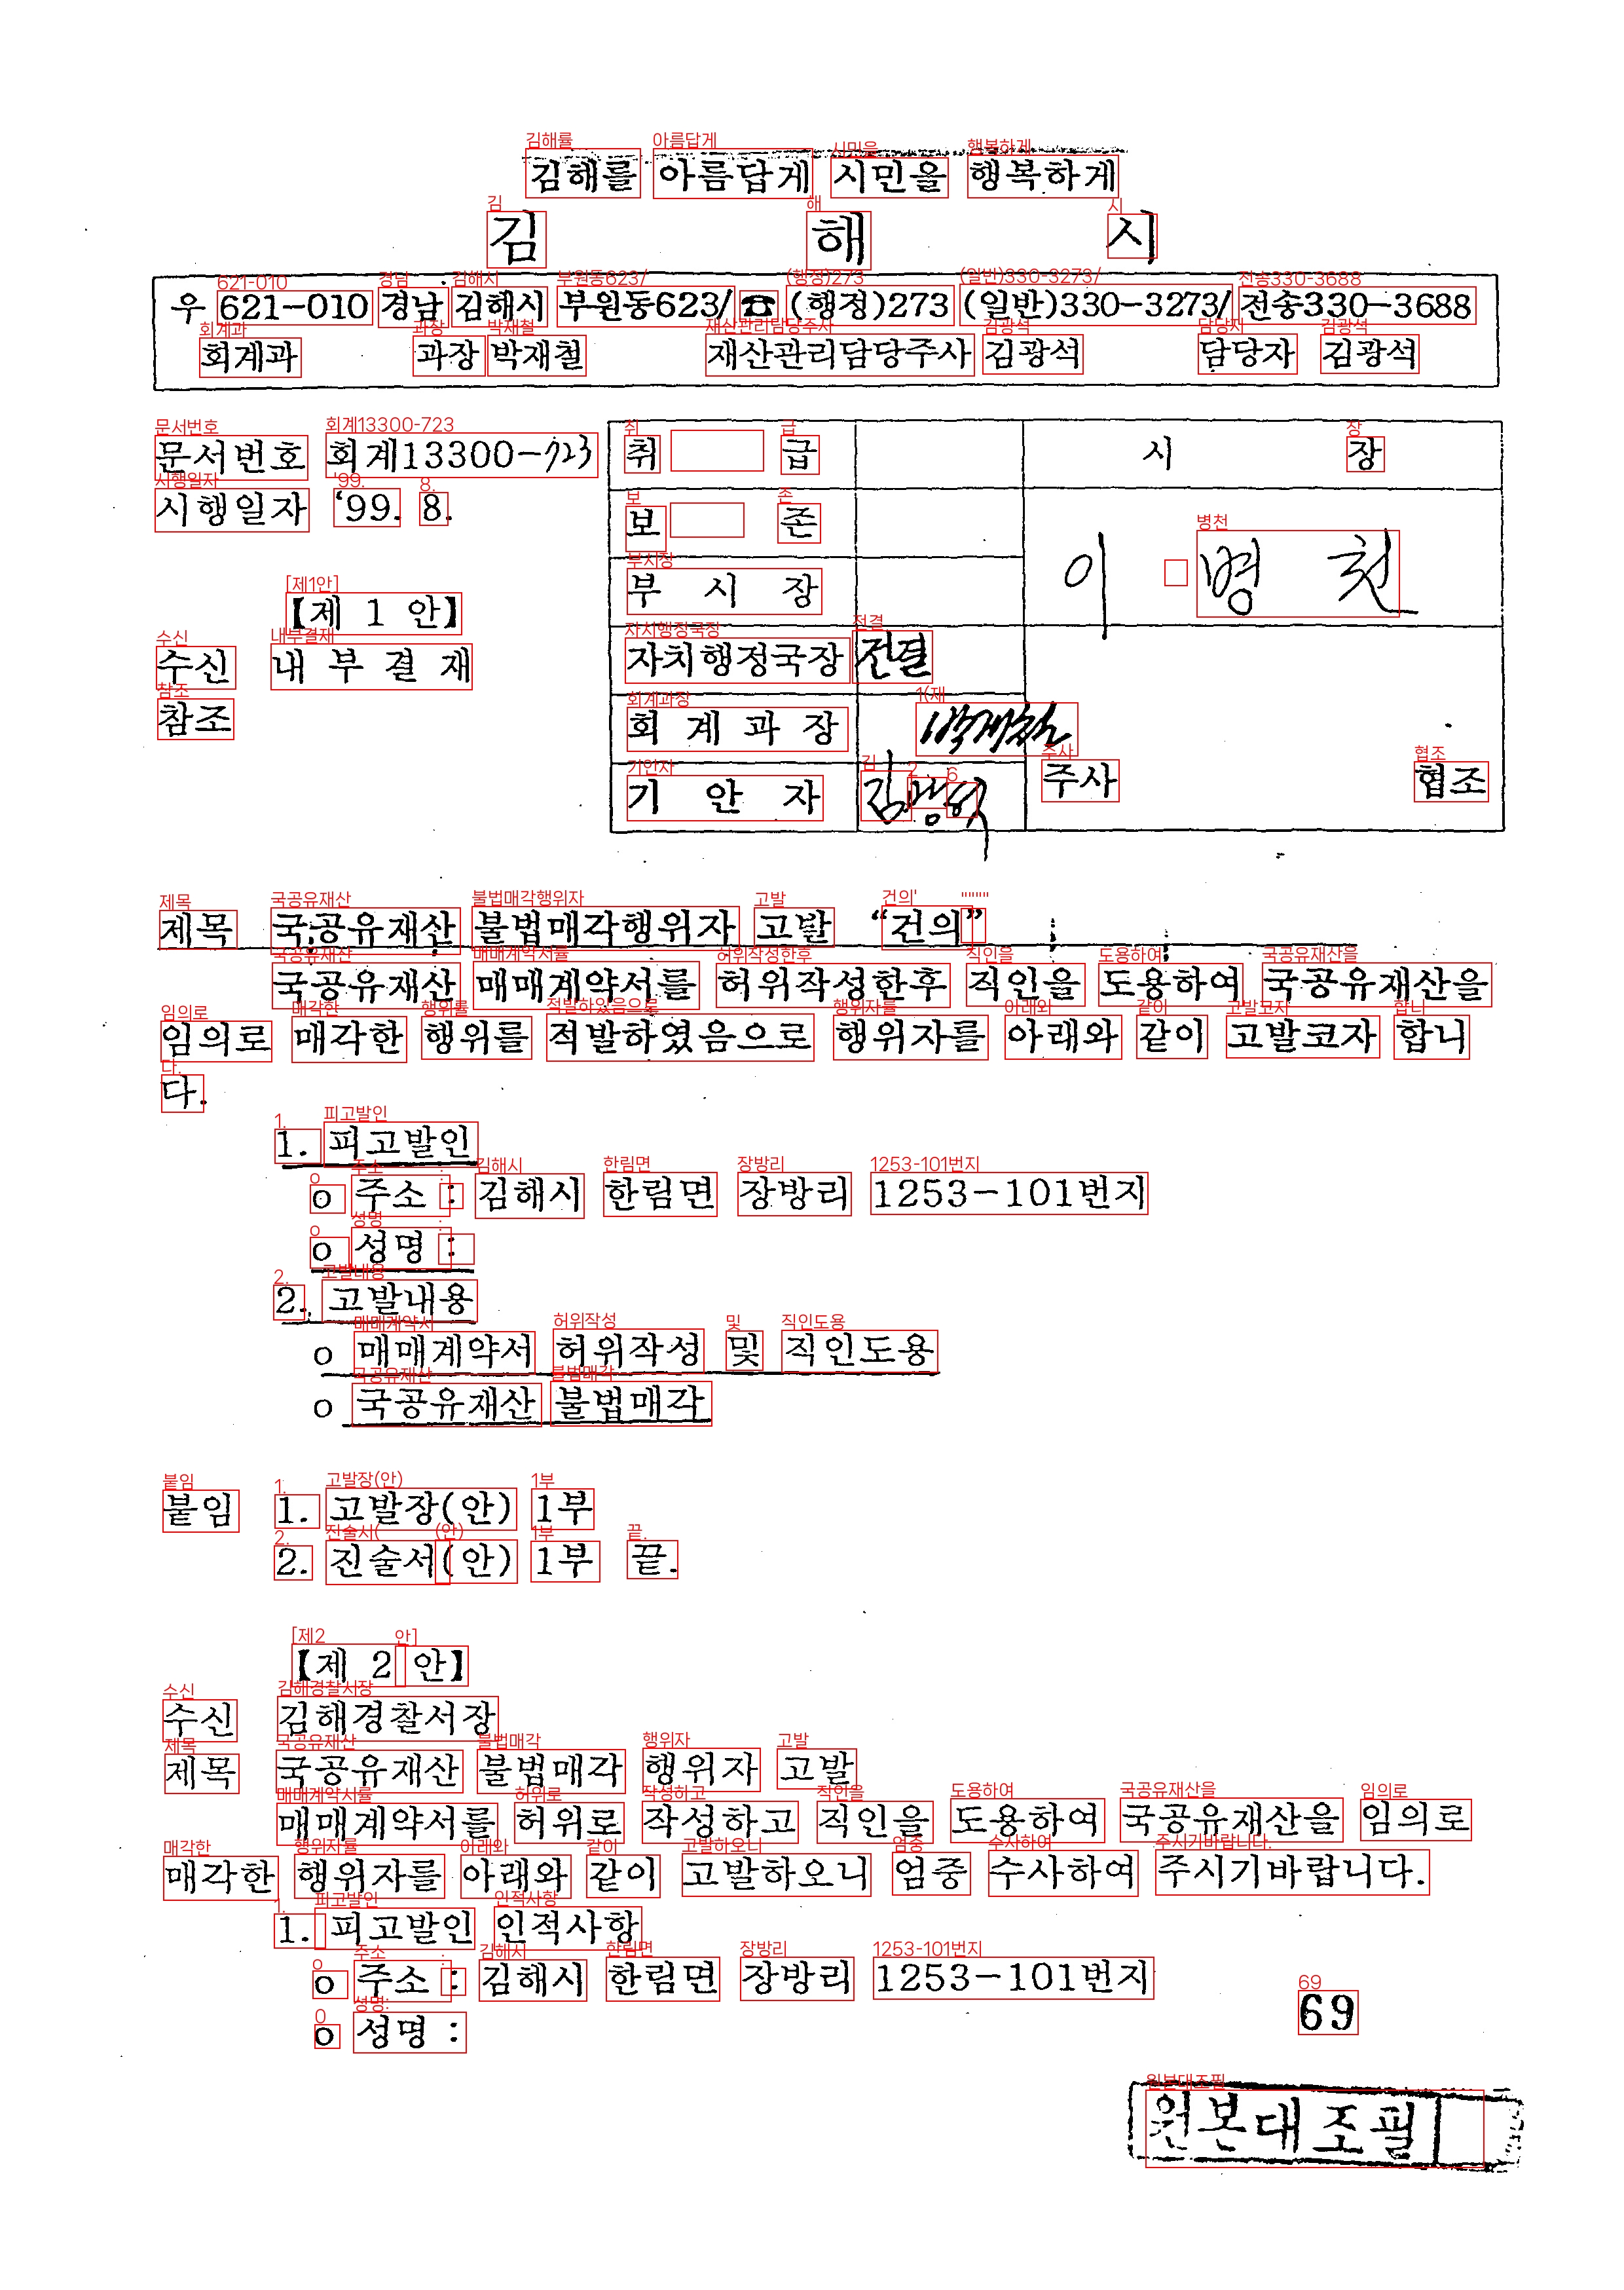 김해를 아름답게 시민을 행복하게
김 해 시
우 621-010 경남 김해시 부원동623/☎(행정)273 (일반)330-3273/ 전송330-3688
회계과 과장 박재철 재산관리담당주사 김광석 담당자 김광석
문서번호 회계13300-723
시행일자 '99. 8.
【제 1 안】
수신 내 부 결 재
참조
취 급 시 장
보 존
부 시 장 이 병 천
자치행정국장 전결
회 계 과 장 박재철
기 안 자 주사 협조
제목 국공유재산 불법매각행위자 고발 “건의”
국공유재산 매매계약서를 허위작성한후 직인을 도용하여 국공유재산을
임의로 매각한 행위를 적발하였음으로 행위자를 아래와 같이 고발코자 합니
다.
1. 피고발인
o 주소 : 김해시 한림면 장방리 1253-101번지
o 성명 :
2. 고발내용
o 매매계약서 허위작성 및 직인도용
o 국공유재산 불법매각
붙임 1. 고발장(안) 1부
2. 진술서(안) 1부 끝.
【제 2 안】
수신 김해경찰서장
제목 국공유재산 불법매각 행위자 고발
매매계약서를 허위로 작성하고 직인을 도용하여 국공유재산을 임의로
매각한 행위자를 아래와 같이 고발하오니 엄중 수사하여 주시기바랍니다.
1. 피고발인 인적사항
o 주소 : 김해시 한림면 장방리 1253-101번지
o 성명 :
69
원본대조필